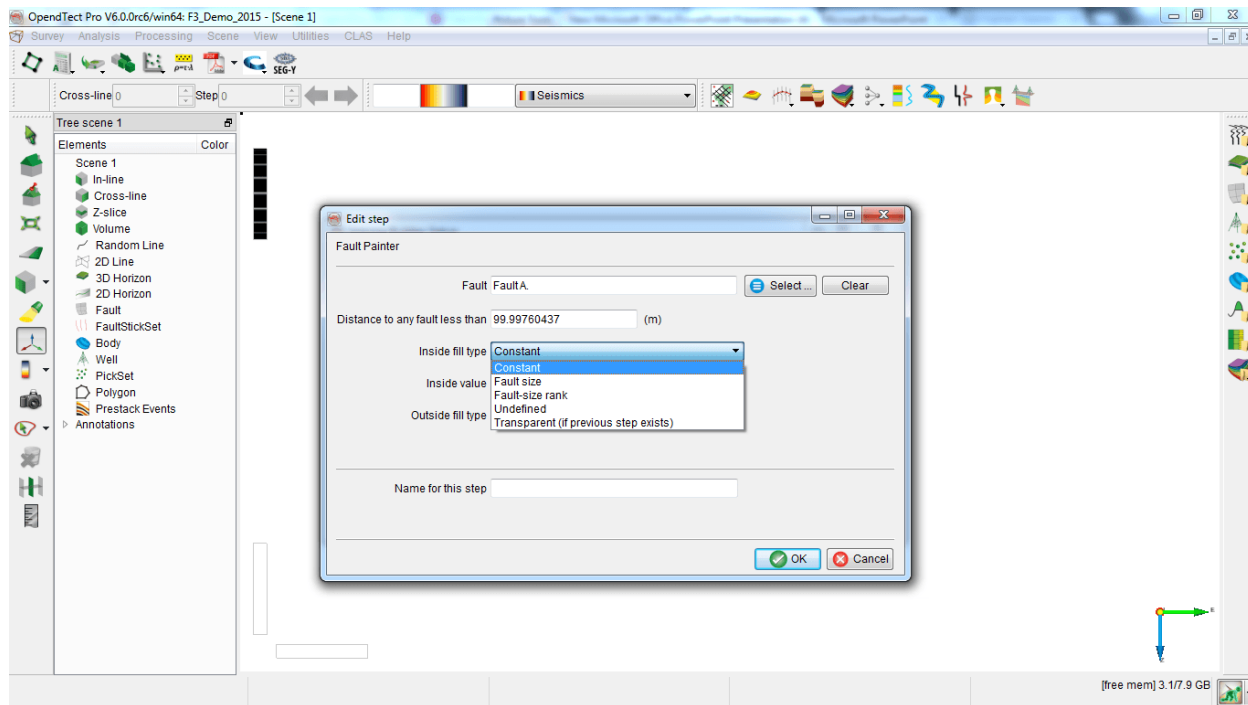 OpendTect Pro V6.0.0rc6/win64: F3_Demo_2015 - [Scene 1]
Survey Analysis Processing Scene View Utilities CLAS Help
SEG-Y
Cross-line 0 Step 0 Seismics
Tree scene 1
Elements Color
Scene 1
In-line
Cross-line
Z-slice
Volume
Random Line
2D Line
3D Horizon
2D Horizon
Fault
FaultStickSet
Body
Well
PickSet
Polygon
Prestack Events
Annotations
Edit step
Fault Painter
Fault Fault A. Select ... Clear
Distance to any fault less than 99.99760437 (m)
Inside fill type Constant
Constant
Inside value Fault size
Fault-size rank
Outside fill type Undefined
Transparent (if previous step exists)
Name for this step
OK Cancel
[free mem] 3.1/7.9 GB